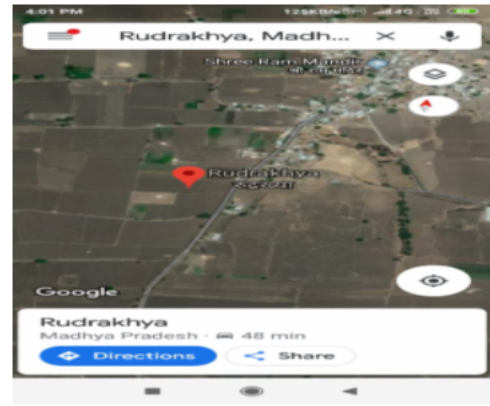 4:01 PM
Rudrakhya, Madh...
Shree Ram Mandir
Rudrakhya
रुद्राख्या
Google
Rudrakhya
Madhya Pradesh · 48 min
Directions
Share